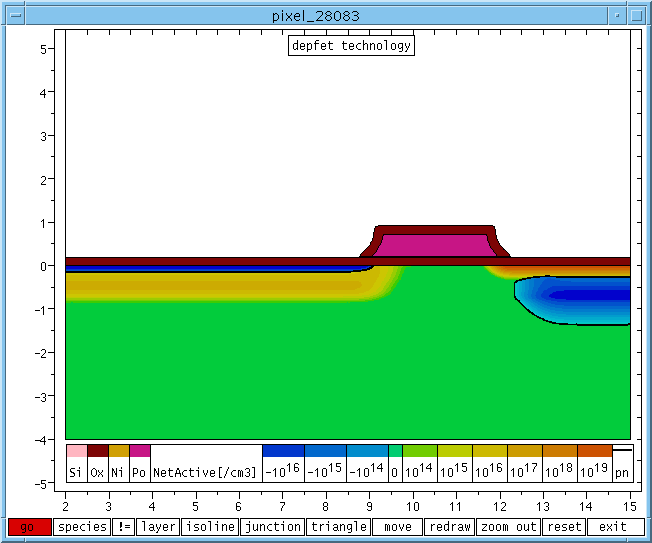 pixel_28083
depfet technology
5
4
3
2
1
0
-1
-2
-3
-4
-5
Si Ox Ni Po NetActive[/cm3] -10^16 -10^15 -10^14 0 10^14 10^15 10^16 10^17 10^18 10^19 pn
2 3 4 5 6 7 8 9 10 11 12 13 14 15
go species != layer isoline junction triangle move redraw zoom out reset exit